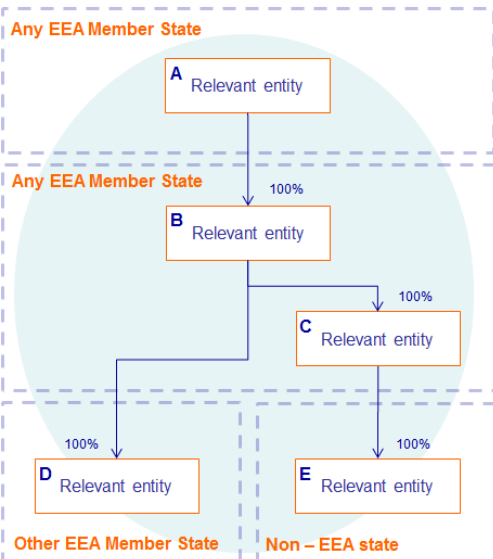 Any EEA Member State
A
Relevant entity
100%
Any EEA Member State
B
Relevant entity
100%
C
Relevant entity
100%
100%
D
Relevant entity
E
Relevant entity
Other EEA Member State
Non – EEA state